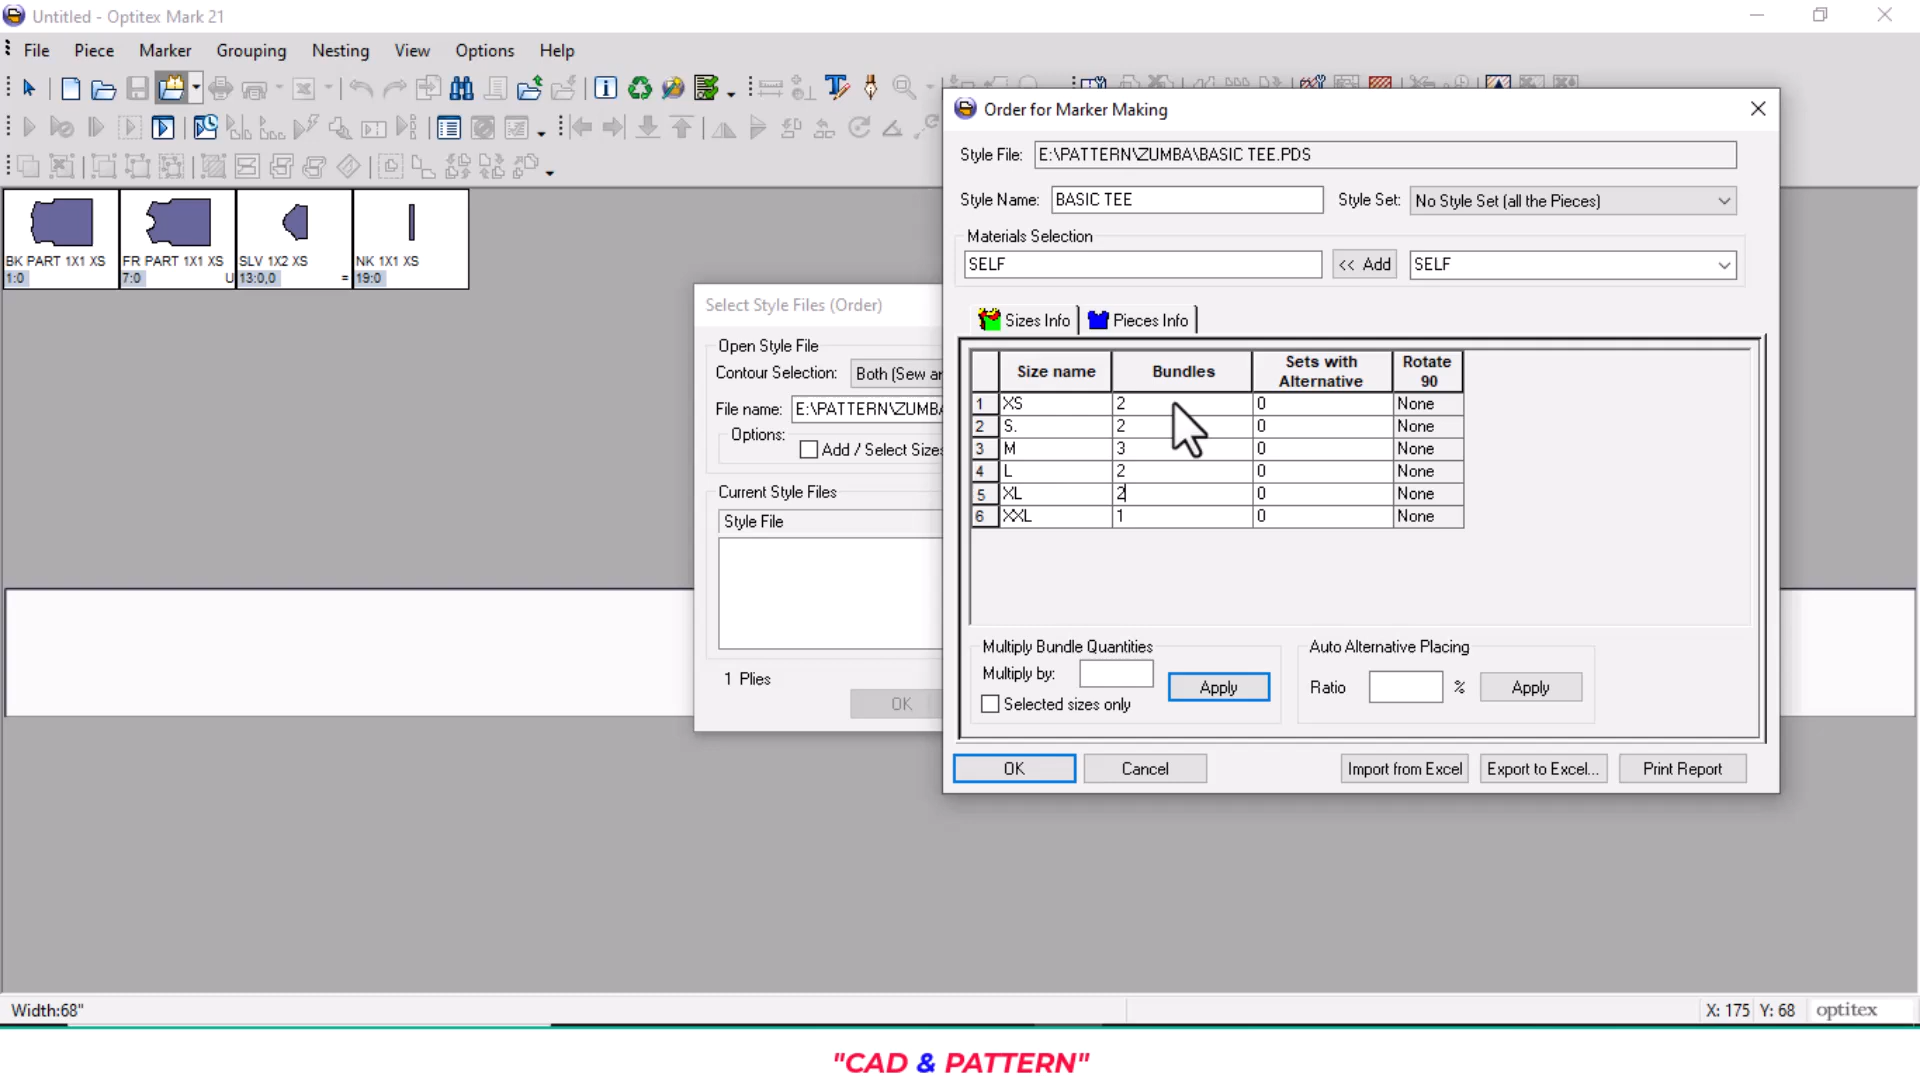 Untitled - Optitex Mark 21
File Piece Marker Grouping Nesting View Options Help
BK PART 1X1 XS
1:0
FR PART 1X1 XS
7:0 U
SLV 1X2 XS
13:0,0 =
NK 1X1 XS
19:0
Select Style Files (Order)
Open Style File
Contour Selection: Both (Sew ar
File name: E:\PATTERN\ZUMBA
Options:
Add / Select Sizes
Current Style Files
Style File
1 Plies
OK
Order for Marker Making
Style File: E:\PATTERN\ZUMBA\BASIC TEE.PDS
Style Name: BASIC TEE Style Set: No Style Set (all the Pieces)
Materials Selection
SELF << Add SELF
Sizes Info Pieces Info
Size name Bundles Sets with Alternative Rotate 90
1 XS 2 0 None
2 S. 2 0 None
3 M 3 0 None
4 L 2 0 None
5 XL 2 0 None
6 XXL 1 0 None
Multiply Bundle Quantities
Multiply by: Apply
Selected sizes only
Auto Alternative Placing
Ratio % Apply
OK Cancel Import from Excel Export to Excel... Print Report
Width:68" X: 175 Y: 68 optitex
"CAD & PATTERN"